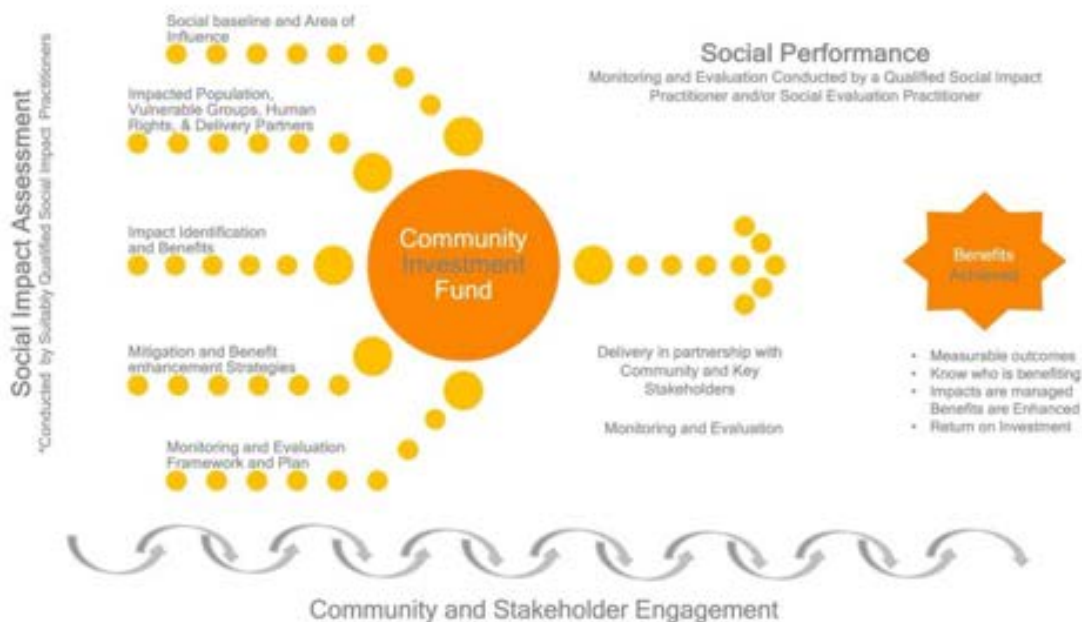 Social Impact Assessment
*Conducted by Suitably Qualified Social Impact Practitioners
Social baseline and Area of
Influence
Impacted Population,
Vulnerable Groups, Human
Rights, & Delivery Partners
Impact Identification
and Benefits
Mitigation and Benefit
enhancement Strategies
Monitoring and Evaluation
Framework and Plan
Community
Investment
Fund
Social Performance
Monitoring and Evaluation Conducted by a Qualified Social Impact
Practitioner and/or Social Evaluation Practitioner
Delivery in partnership with
Community and Key
Stakeholders
Monitoring and Evaluation
Benefits
Achieved
• Measurable outcomes
• Know who is benefiting
• Impacts are managed
Benefits are Enhanced
• Return on Investment
Community and Stakeholder Engagement